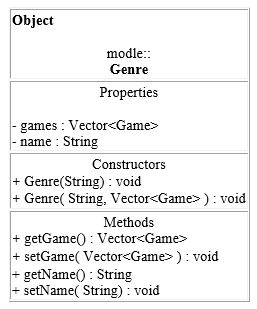 Object
modle::
Genre
Properties
- games : Vector<Game>
- name : String
Constructors
+ Genre(String) : void
+ Genre( String, Vector<Game> ) : void
Methods
+ getGame() : Vector<Game>
+ setGame( Vector<Game> ) : void
+ getName() : String
+ setName( String) : void